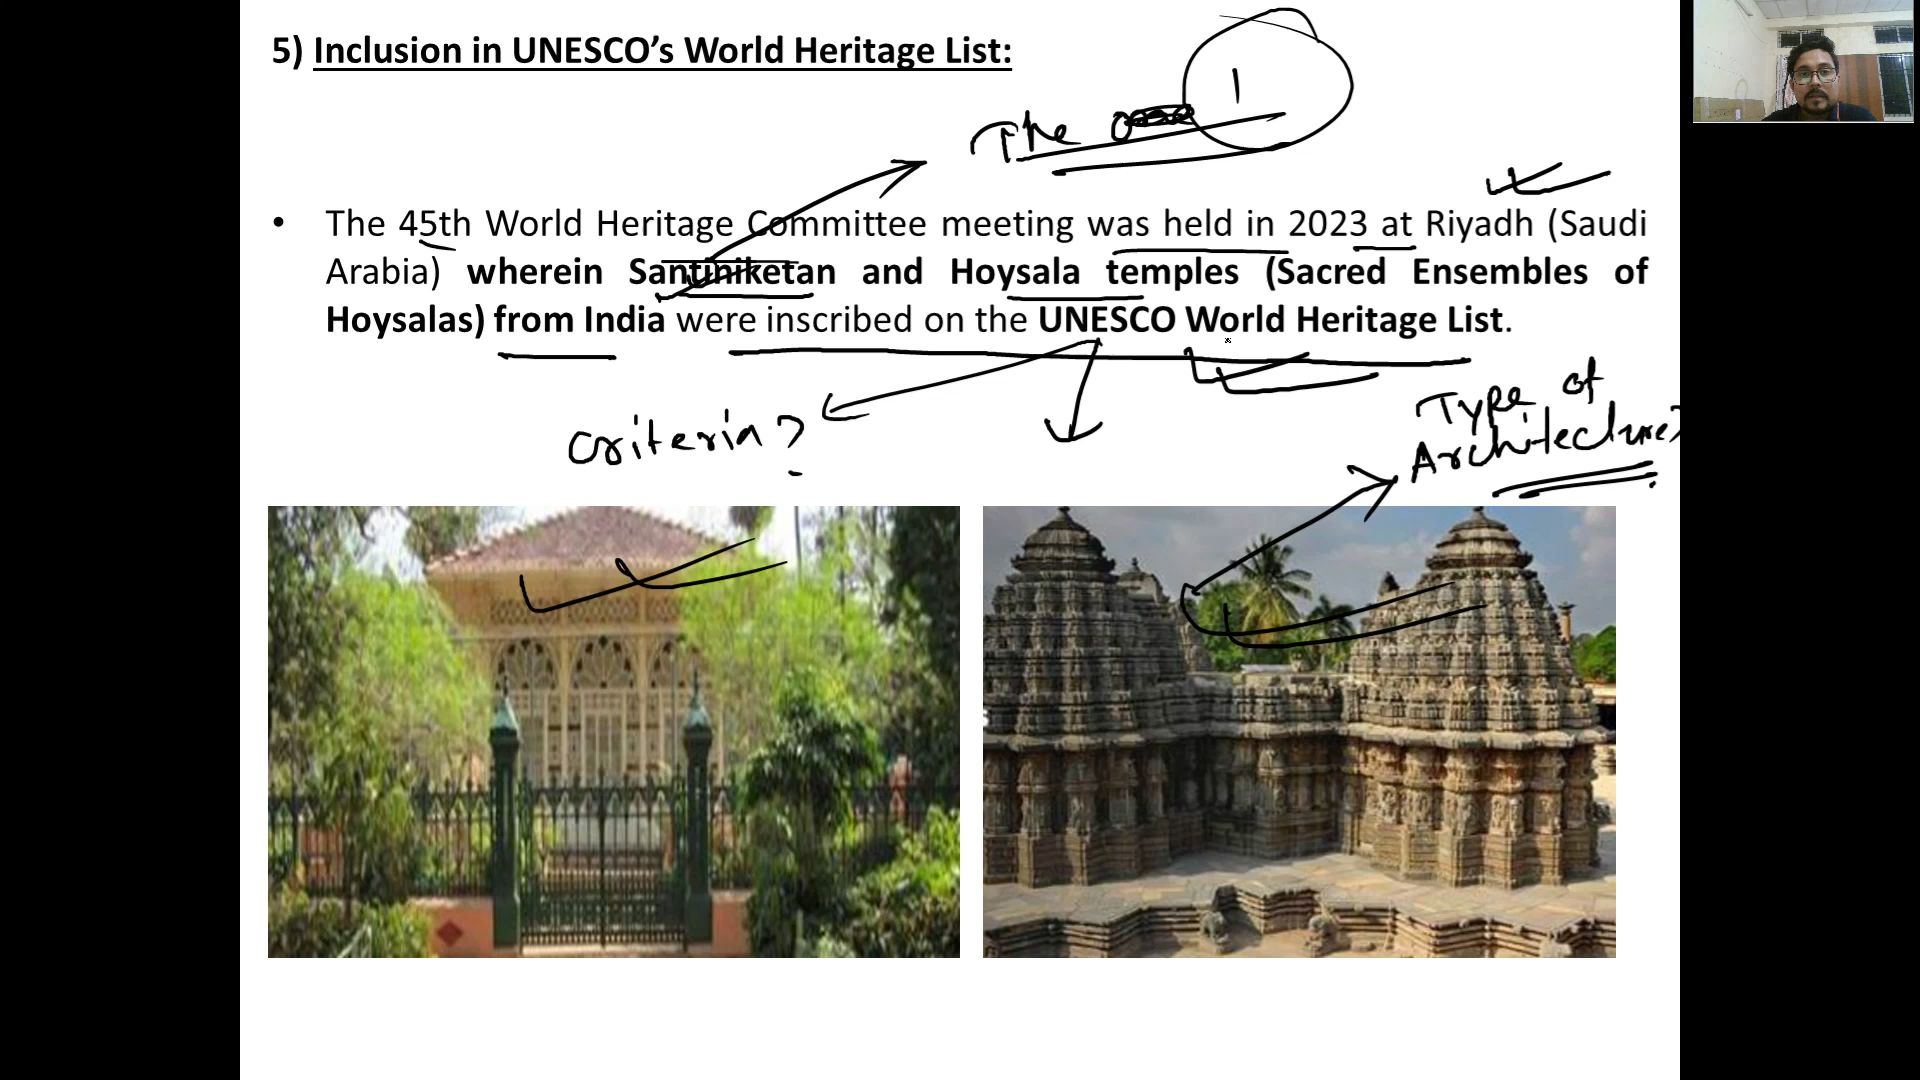 5) Inclusion in UNESCO’s World Heritage List:
The 1
• The 45th World Heritage Committee meeting was held in 2023 at Riyadh (Saudi
Arabia) wherein Santiniketan and Hoysala temples (Sacred Ensembles of
Hoysalas) from India were inscribed on the UNESCO World Heritage List.
Criteria?
Type of
Architecture?